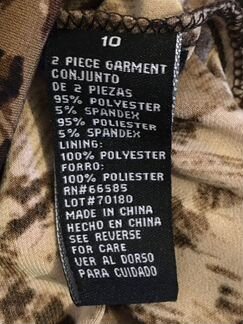 10
2 PIECE GARMENT
CONJUNTO
DE 2 PIEZAS
95% POLYESTER
5% SPANDEX
95% POLIESTER
5% SPANDEX
LINING:
100% POLYESTER
FORRO:
100% POLIESTER
RN#66585
LOT#70180
MADE IN CHINA
HECHO EN CHINA
SEE REVERSE
FOR CARE
VER AL DORSO
PARA CUIDADO